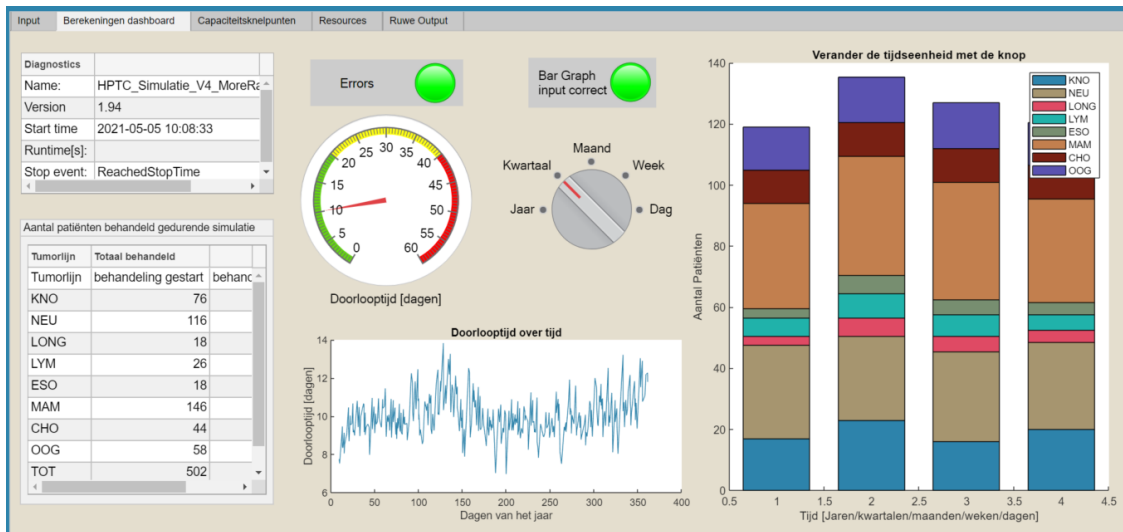 Input Berekeningen dashboard Capaciteitsknelpunten Resources Ruwe Output
Diagnostics
Name: HPTC_Simulatie_V4_MoreRa
Version 1.94
Start time 2021-05-05 10:08:33
Runtime[s]:
Stop event: ReachedStopTime
Aantal patiënten behandeld gedurende simulatie
Tumorlijn Totaal behandeld
Tumorlijn behandeling gestart behanc
KNO 76
NEU 116
LONG 18
LYM 26
ESO 18
MAM 146
CHO 44
OOG 58
TOT 502
Errors
Bar Graph
input correct
0 5 10 15 20 25 30 35 40 45 50 55 60
Doorlooptijd [dagen]
Maand
Kwartaal Week
Jaar Dag
Doorlooptijd over tijd
Doorlooptijd [dagen]
14
12
10
8
6
0 50 100 150 200 250 300 350 400
Dagen van het jaar
Verander de tijdseenheid met de knop
Aantal Patiënten
140
120
100
80
60
40
20
0
0.5 1 1.5 2 2.5 3 3.5 4 4.5
Tijd [Jaren/kwartalen/maanden/weken/dagen]
KNO
NEU
LONG
LYM
ESO
MAM
CHO
OOG